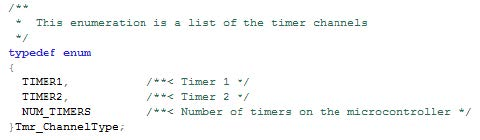 /**
 *  This enumeration is a list of the timer channels
 */
typedef enum
{
  TIMER1,          /**< Timer 1 */
  TIMER2,          /**< Timer 2 */
  NUM_TIMERS       /**< Number of timers on the microcontroller */
}Tmr_ChannelType;